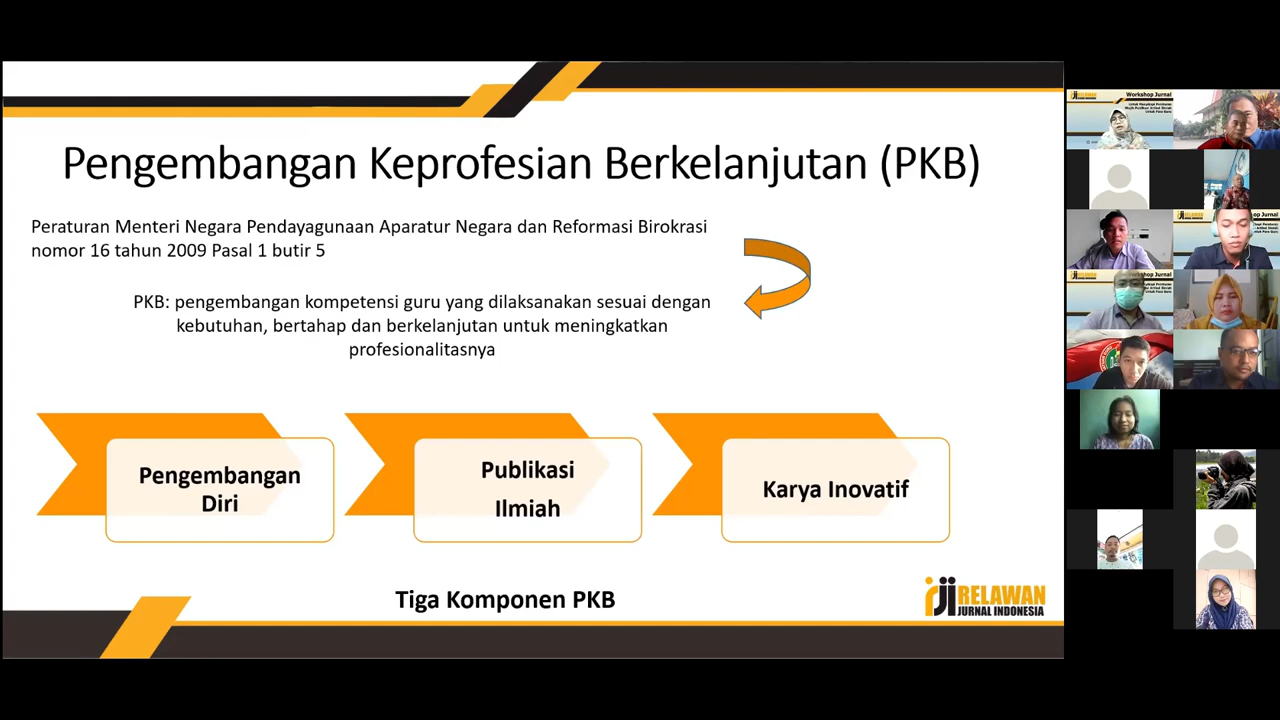 Pengembangan Keprofesian Berkelanjutan (PKB)
Peraturan Menteri Negara Pendayagunaan Aparatur Negara dan Reformasi Birokrasi
nomor 16 tahun 2009 Pasal 1 butir 5
PKB: pengembangan kompetensi guru yang dilaksanakan sesuai dengan
kebutuhan, bertahap dan berkelanjutan untuk meningkatkan
profesionalitasnya
Pengembangan
Diri
Publikasi
Ilmiah
Karya Inovatif
Tiga Komponen PKB
RELAWAN
JURNAL INDONESIA
RELAWAN
Workshop Jurnal